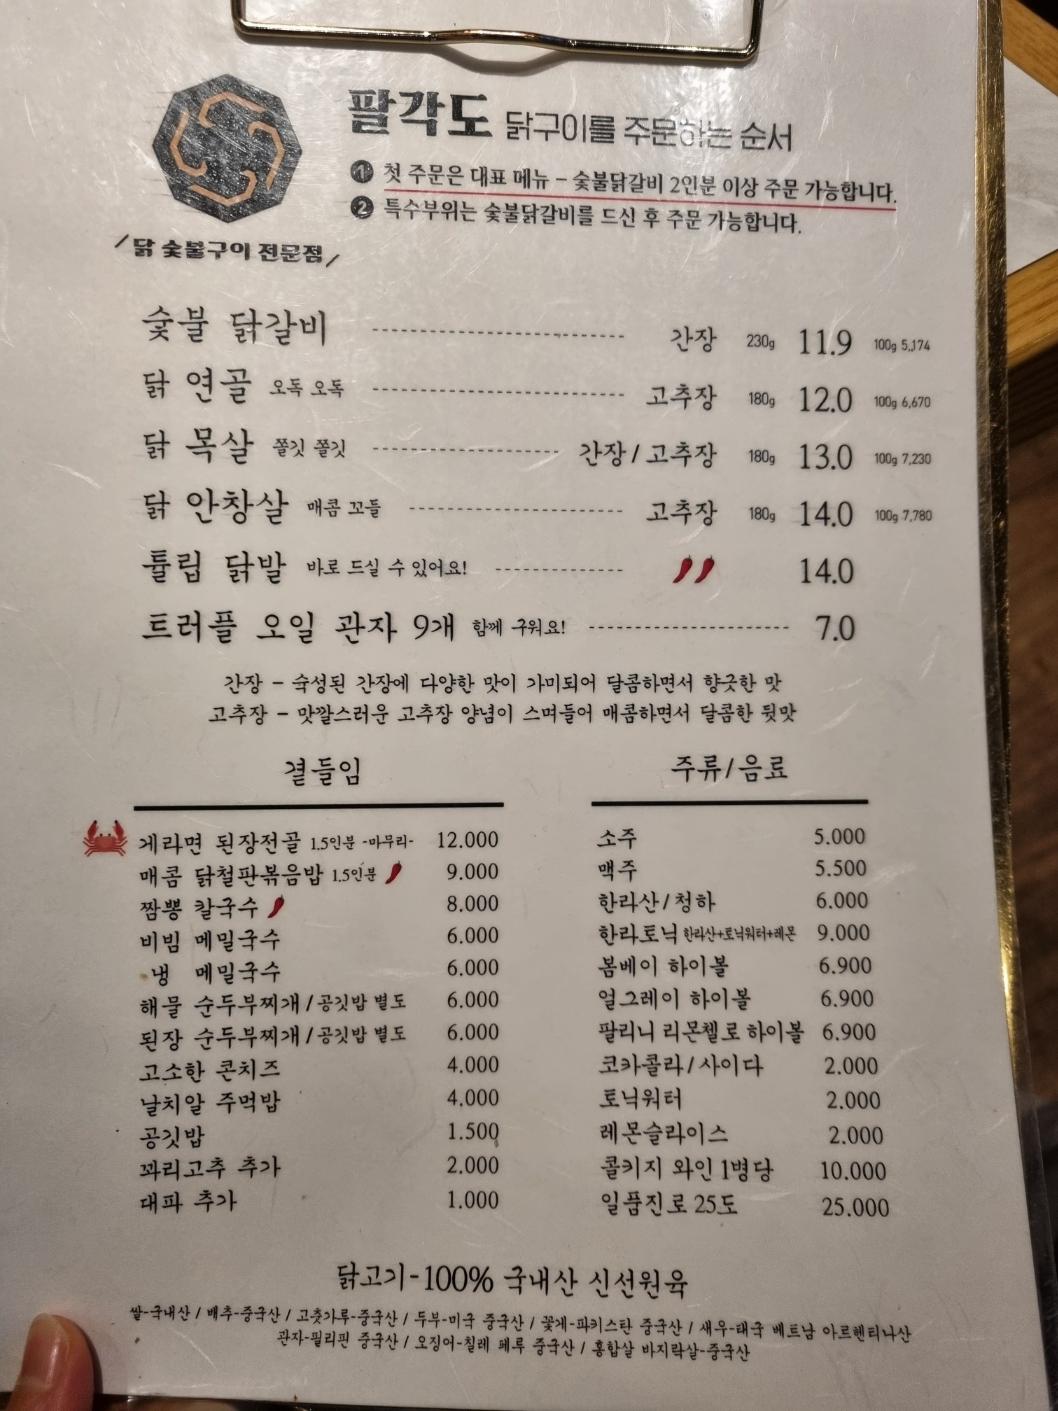 팔각도 닭구이를 주문하는 순서
1 첫 주문은 대표 메뉴 - 숯불닭갈비 2인분 이상 주문 가능합니다.
2 특수부위는 숯불닭갈비를 드신 후 주문 가능합니다.
/닭 숯불구이 전문점/
숯불 닭갈비 간장 230g 11.9 100g 5,174
닭 연골 오독 오독 고추장 180g 12.0 100g 6,670
닭 목살 쫄깃 쫄깃 간장/고추장 180g 13.0 100g 7,230
닭 안창살 매콤 꼬들 고추장 180g 14.0 100g 7,780
튤립 닭발 바로 드실 수 있어요! 14.0
트러플 오일 관자 9개 함께 구워요! 7.0
간장 - 숙성된 간장에 다양한 맛이 가미되어 달콤하면서 향긋한 맛
고추장 - 맛깔스러운 고추장 양념이 스며들어 매콤하면서 달콤한 뒷맛
곁들임
게라면 된장전골 1.5인분 -마무리- 12.000
매콤 닭철판볶음밥 1.5인분 9.000
짬뽕 칼국수 8.000
비빔 메밀국수 6.000
냉 메밀국수 6.000
해물 순두부찌개/공깃밥 별도 6.000
된장 순두부찌개/공깃밥 별도 6.000
고소한 콘치즈 4.000
날치알 주먹밥 4.000
공깃밥 1.500
꽈리고추 추가 2.000
대파 추가 1.000
주류/음료
소주 5.000
맥주 5.500
한라산/청하 6.000
한라토닉 한라산+토닉워터+레몬 9.000
봄베이 하이볼 6.900
얼그레이 하이볼 6.900
팔리니 리몬첼로 하이볼 6.900
코카콜라/사이다 2.000
토닉워터 2.000
레몬슬라이스 2.000
콜키지 와인 1병당 10.000
일품진로 25도 25.000
닭고기-100% 국내산 신선원육
쌀-국내산 / 배추-중국산 / 고춧가루-중국산 / 두부-미국 중국산 / 꽃게-파키스탄 중국산 / 새우-태국 베트남 아르헨티나산
관자-필리핀 중국산 / 오징어-칠레 페루 중국산 / 홍합살 바지락살-중국산